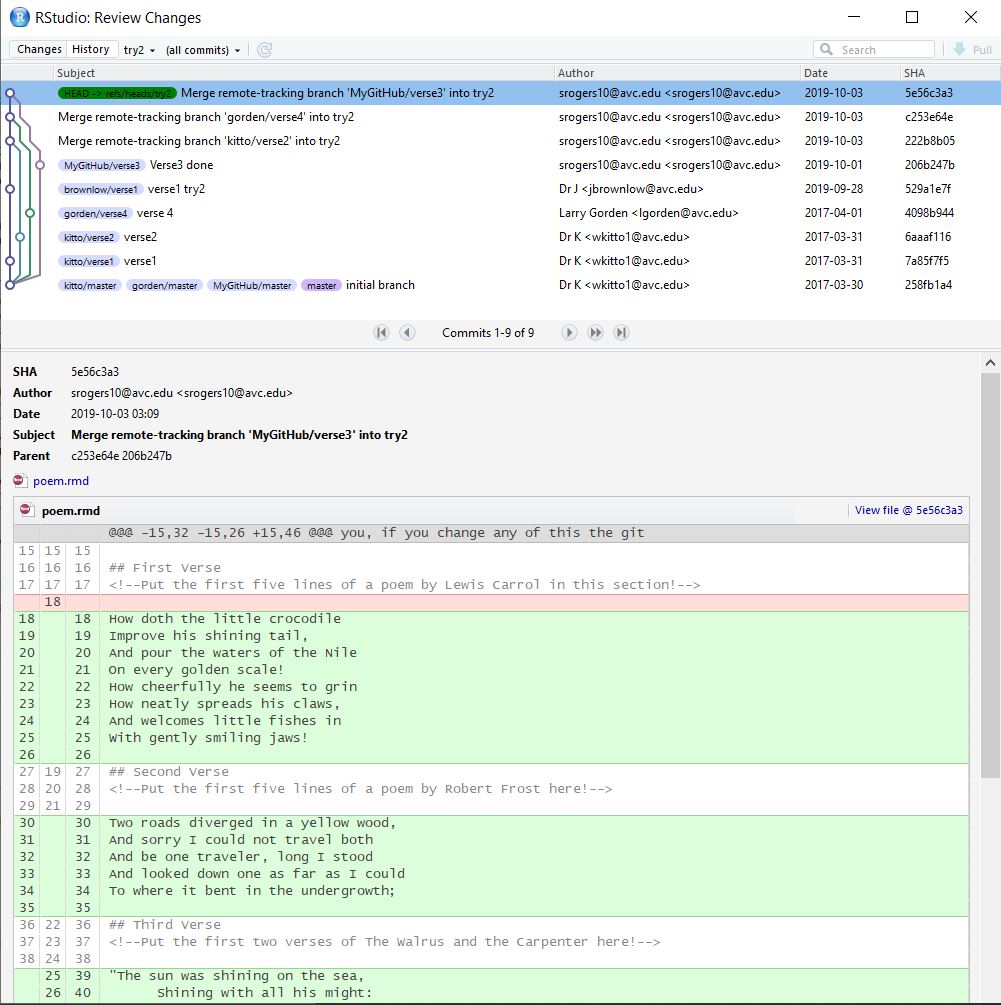 RStudio: Review Changes
Changes History try2 (all commits) Search Pull
Subject Author Date SHA
HEAD -> refs/heads/try2 Merge remote-tracking branch 'MyGitHub/verse3' into try2 srogers10@avc.edu <srogers10@avc.edu> 2019-10-03 5e56c3a3
Merge remote-tracking branch 'gorden/verse4' into try2 srogers10@avc.edu <srogers10@avc.edu> 2019-10-03 c253e64e
Merge remote-tracking branch 'kitto/verse2' into try2 srogers10@avc.edu <srogers10@avc.edu> 2019-10-03 222b8b05
MyGitHub/verse3 Verse3 done srogers10@avc.edu <srogers10@avc.edu> 2019-10-01 206b247b
brownlow/verse1 verse1 try2 Dr J <jbrownlow@avc.edu> 2019-09-28 529a1e7f
gorden/verse4 verse 4 Larry Gorden <lgorden@avc.edu> 2017-04-01 4098b944
kitto/verse2 verse2 Dr K <wkitto1@avc.edu> 2017-03-31 6aaaf116
kitto/verse1 verse1 Dr K <wkitto1@avc.edu> 2017-03-31 7a85f7f5
kitto/master gorden/master MyGitHub/master master initial branch Dr K <wkitto1@avc.edu> 2017-03-30 258fb1a4
Commits 1-9 of 9
SHA 5e56c3a3
Author srogers10@avc.edu <srogers10@avc.edu>
Date 2019-10-03 03:09
Subject Merge remote-tracking branch 'MyGitHub/verse3' into try2
Parent c253e64e 206b247b
poem.rmd
poem.rmd View file @ 5e56c3a3
@@@ -15,32 -15,26 +15,46 @@@ you, if you change any of this the git
15 15 15
16 16 16 ## First Verse
17 17 17 <!--Put the first five lines of a poem by Lewis Carrol in this section!-->
18
18 18 How doth the little crocodile
19 19 Improve his shining tail,
20 20 And pour the waters of the Nile
21 21 On every golden scale!
22 22 How cheerfully he seems to grin
23 23 How neatly spreads his claws,
24 24 And welcomes little fishes in
25 25 With gently smiling jaws!
26 26
27 19 27 ## Second Verse
28 20 28 <!--Put the first five lines of a poem by Robert Frost here!-->
29 21 29
30 30 Two roads diverged in a yellow wood,
31 31 And sorry I could not travel both
32 32 And be one traveler, long I stood
33 33 And looked down one as far as I could
34 34 To where it bent in the undergrowth;
35 35
36 22 36 ## Third Verse
37 23 37 <!--Put the first two verses of The Walrus and the Carpenter here!-->
38 24 38
25 39 "The sun was shining on the sea,
26 40 Shining with all his might: